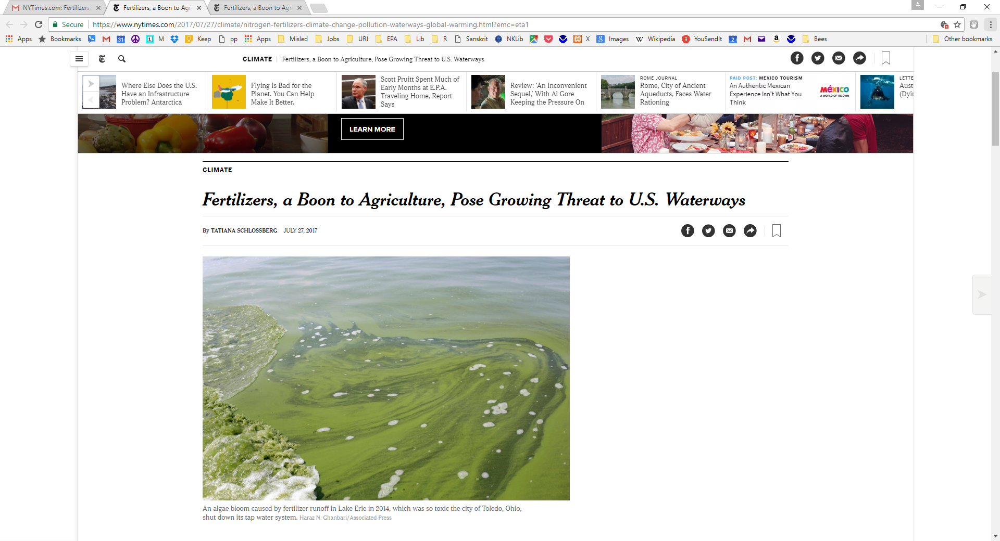 NYTimes.com: Fertilizers,
Fertilizers, a Boon to Agri
Fertilizers, a Boon to Agr
Secure https://www.nytimes.com/2017/07/27/climate/nitrogen-fertilizers-climate-change-pollution-waterways-global-warming.html?emc=eta1
Apps Bookmarks 31 1 M Keep pp Apps Misled Jobs URI EPA Lib R Sanskrit NKLib X 8 Images W Wikipedia YouSendIt 2 a Bees Other bookmarks
CLIMATE Fertilizers, a Boon to Agriculture, Pose Growing Threat to U.S. Waterways
Where Else Does the U.S.
Have an Infrastructure
Problem? Antarctica
Flying Is Bad for the
Planet. You Can Help
Make It Better.
Scott Pruitt Spent Much of
Early Months at E.P.A.
Traveling Home, Report
Says
Review: ‘An Inconvenient
Sequel,’ With Al Gore
Keeping the Pressure On
ROME JOURNAL
Rome, City of Ancient
Aqueducts, Faces Water
Rationing
PAID POST: MEXICO TOURISM
An Authentic Mexican
Experience Isn’t What You
Think
MéXICO
A WORLD OF ITS OWN
LETTE
Aust
(Dyi
LEARN MORE
CLIMATE
Fertilizers, a Boon to Agriculture, Pose Growing Threat to U.S. Waterways
By TATIANA SCHLOSSBERG JULY 27, 2017
An algae bloom caused by fertilizer runoff in Lake Erie in 2014, which was so toxic the city of Toledo, Ohio,
shut down its tap water system. Haraz N. Ghanbari/Associated Press